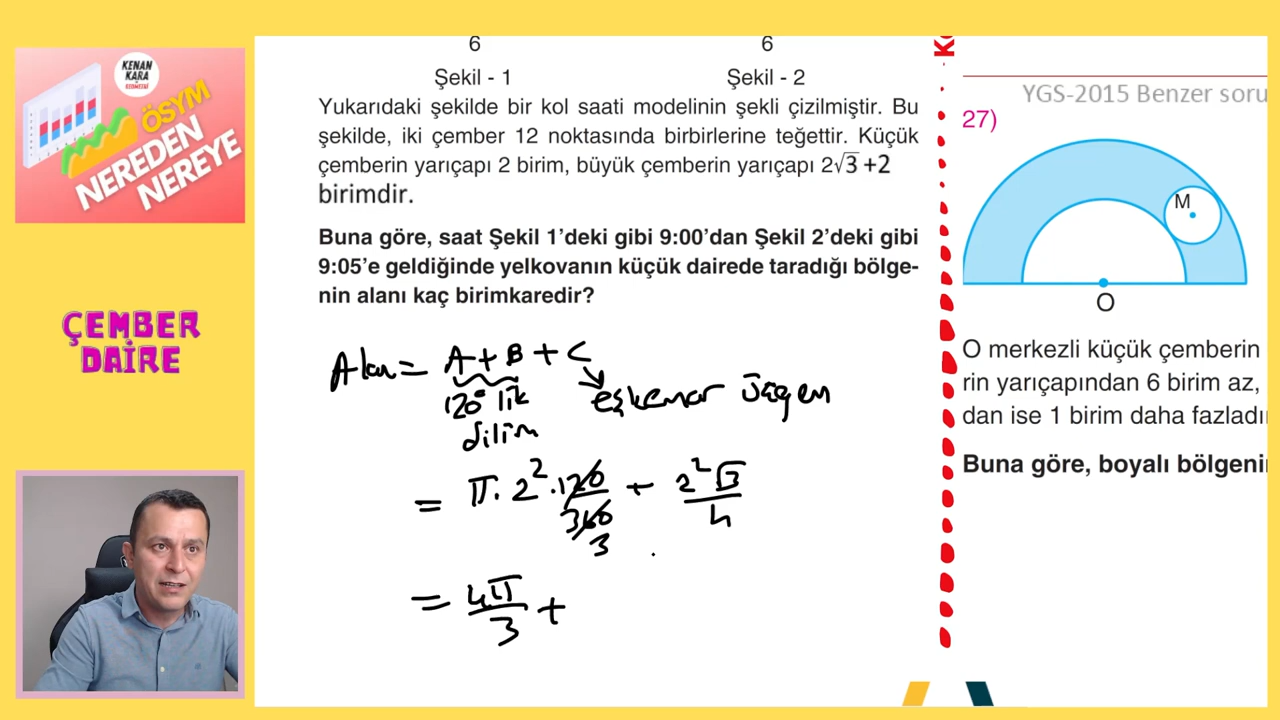 KENAN
KARA
GEOMETRİ
ÖSYM
NEREDEN
NEREYE
ÇEMBER
DAİRE
6
6
Şekil - 1
Şekil - 2
Yukarıdaki şekilde bir kol saati modelinin şekli çizilmiştir. Bu
şekilde, iki çember 12 noktasında birbirlerine teğettir. Küçük
çemberin yarıçapı 2 birim, büyük çemberin yarıçapı 2√3 +2
birimdir.
Buna göre, saat Şekil 1’deki gibi 9:00’dan Şekil 2’deki gibi
9:05’e geldiğinde yelkovanın küçük dairede taradığı bölge-
nin alanı kaç birimkaredir?
Alan = A + B + C
120° lik
dilim
eşkenar üçgen
= π. 2² . 120/360 + 2²√3/4
3
= 4π/3 +
YGS-2015 Benzer soru
27)
M
O
O merkezli küçük çemberin
rin yarıçapından 6 birim az,
dan ise 1 birim daha fazladı
Buna göre, boyalı bölgeni